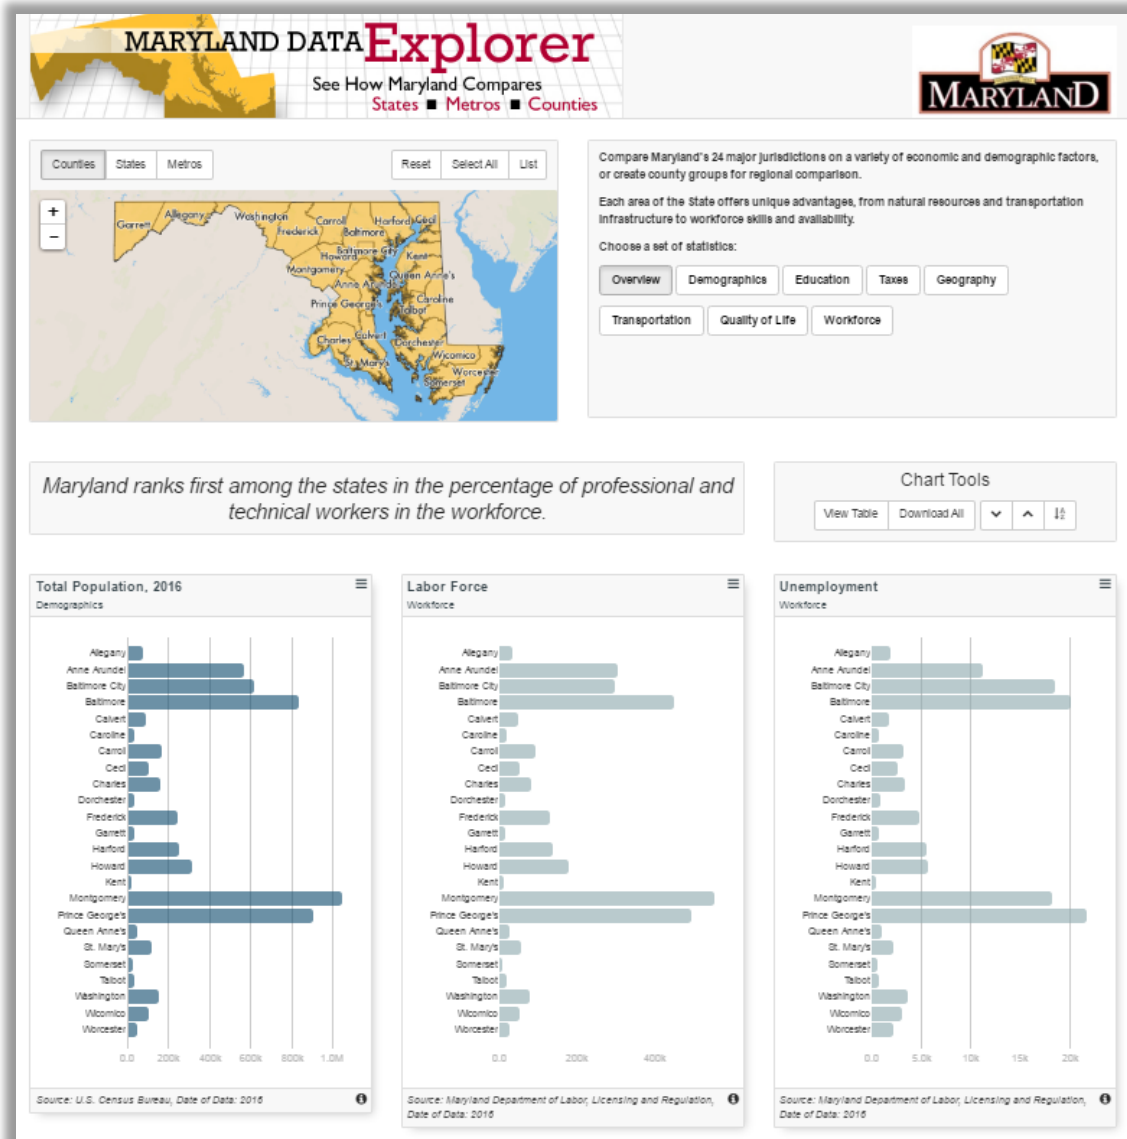 MARYLAND DATA Explorer
See How Maryland Compares
States ■ Metros ■ Counties
MARYLAND
Counties States Metros
Reset Select All List
+
−
Garrett
Allegany
Washington
Frederick
Carroll
Baltimore
Harford
Cecil
Baltimore City
Howard
Kent
Montgomery
Queen Anne's
Anne Arundel
Prince George's
Caroline
Talbot
Charles
Calvert
Dorchester
St. Mary's
Wicomico
Worcester
Somerset
Compare Maryland's 24 major jurisdictions on a variety of economic and demographic factors,
or create county groups for regional comparison.
Each area of the State offers unique advantages, from natural resources and transportation
infrastructure to workforce skills and availability.
Choose a set of statistics:
Overview Demographics Education Taxes Geography
Transportation Quality of Life Workforce
Maryland ranks first among the states in the percentage of professional and
technical workers in the workforce.
Chart Tools
View Table Download All
Total Population, 2016
Demographics
Allegany
Anne Arundel
Baltimore City
Baltimore
Calvert
Caroline
Carroll
Cecil
Charles
Dorchester
Frederick
Garrett
Harford
Howard
Kent
Montgomery
Prince George's
Queen Anne's
St. Mary's
Somerset
Talbot
Washington
Wicomico
Worcester
0.0 200k 400k 600k 800k 1.0M
Source: U.S. Census Bureau, Date of Data: 2016
Labor Force
Workforce
Allegany
Anne Arundel
Baltimore City
Baltimore
Calvert
Caroline
Carroll
Cecil
Charles
Dorchester
Frederick
Garrett
Harford
Howard
Kent
Montgomery
Prince George's
Queen Anne's
St. Mary's
Somerset
Talbot
Washington
Wicomico
Worcester
0.0 200k 400k
Source: Maryland Department of Labor, Licensing and Regulation,
Date of Data: 2016
Unemployment
Workforce
Allegany
Anne Arundel
Baltimore City
Baltimore
Calvert
Caroline
Carroll
Cecil
Charles
Dorchester
Frederick
Garrett
Harford
Howard
Kent
Montgomery
Prince George's
Queen Anne's
St. Mary's
Somerset
Talbot
Washington
Wicomico
Worcester
0.0 5.0k 10k 15k 20k
Source: Maryland Department of Labor, Licensing and Regulation,
Date of Data: 2016